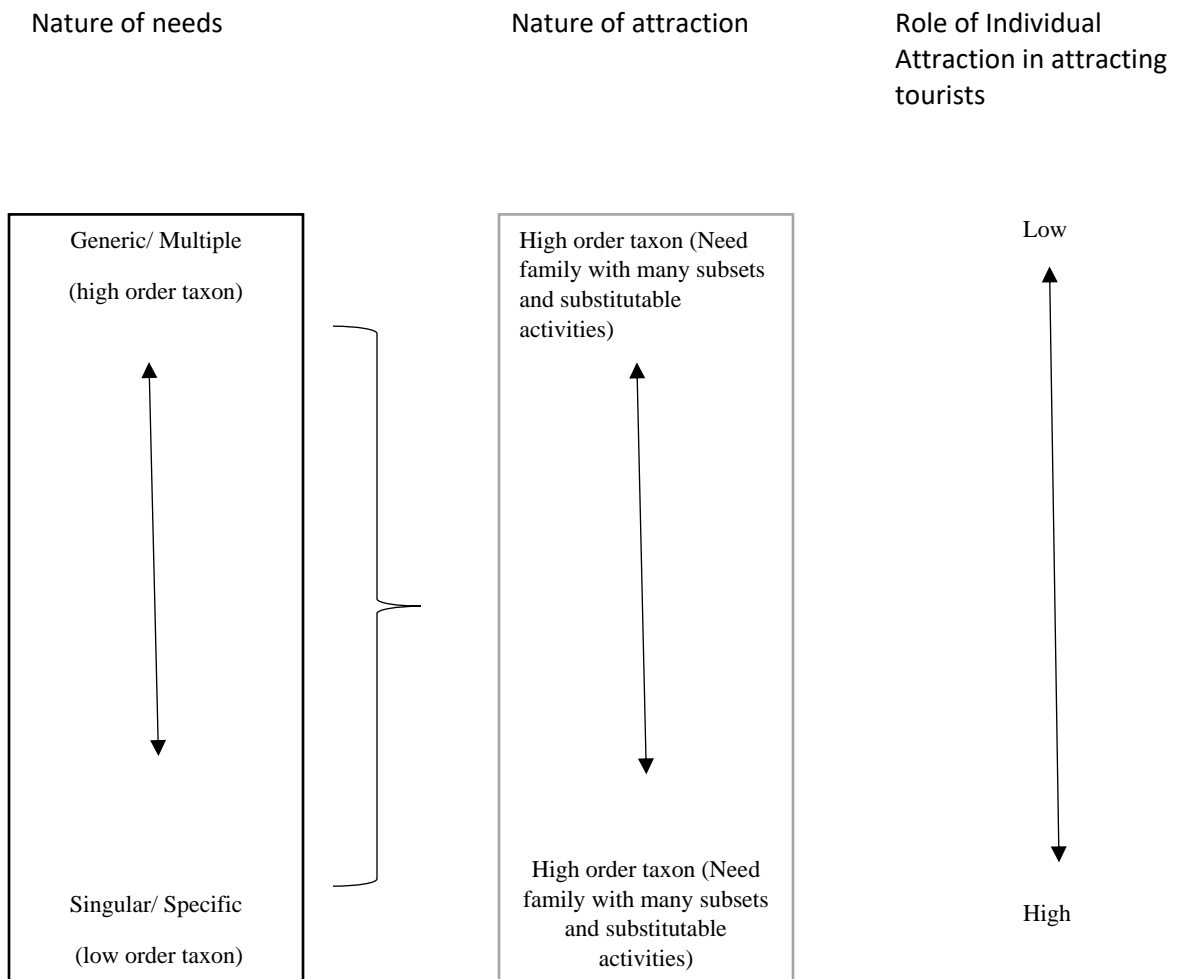 Nature of needs
Nature of attraction
Role of Individual
Attraction in attracting
tourists
Generic/ Multiple
(high order taxon)
High order taxon (Need
family with many subsets
and substitutable
activities)
Low
Singular/ Specific
(low order taxon)
High order taxon (Need
family with many subsets
and substitutable
activities)
High